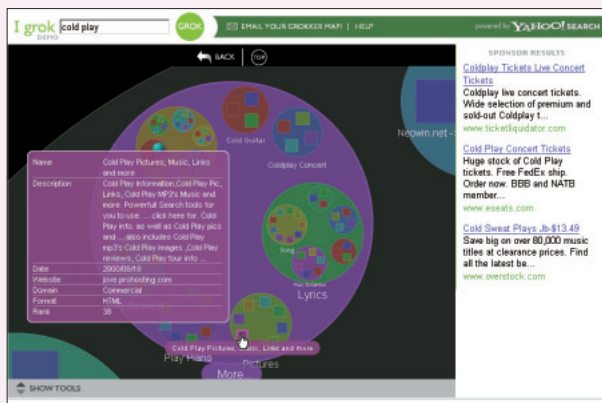 I grok
DEMO
cold play
GROK
EMAIL YOUR GROKKER MAP! | HELP
powered by YAHOO! SEARCH
BACK
TOP
Cold Guitar
Coldplay Concert
Neowin.net ->
Song
Lyrics
Name Cold Play Pictures, Music, Links
and more
Description Cold Play Information,Cold Play Pic,
Links, Cold Play MP3's Music and
more. Powerfull Search tools for
you to use. ... click here for. Cold
Play info. as well as Cold Play pics
and ... also includes Cold Play
mp3's Cold Play images ,Cold Play
reviews, Cold Play tour info ...
Date 2000/08/18
Website jove.prohosting.com
Domain Commercial
Format HTML
Rank 38
Cold Play Pictures, Music, Links and more
Play Piano
Pictures
More...
SHOW TOOLS
SPONSOR RESULTS
Coldplay Tickets Live Concert
Tickets
Coldplay live concert tickets.
Wide selection of premium and
sold-out Coldplay t...
www.ticketliquidator.com
Cold Play Concert Tickets
Huge stock of Cold Play
tickets. Free FedEx ship.
Order now. BBB and NATB
member...
www.eseats.com
Cold Sweat Plays Jb-$13.49
Save big on over 80,000 music
titles at clearance prices. Find
all the latest be...
www.overstock.com